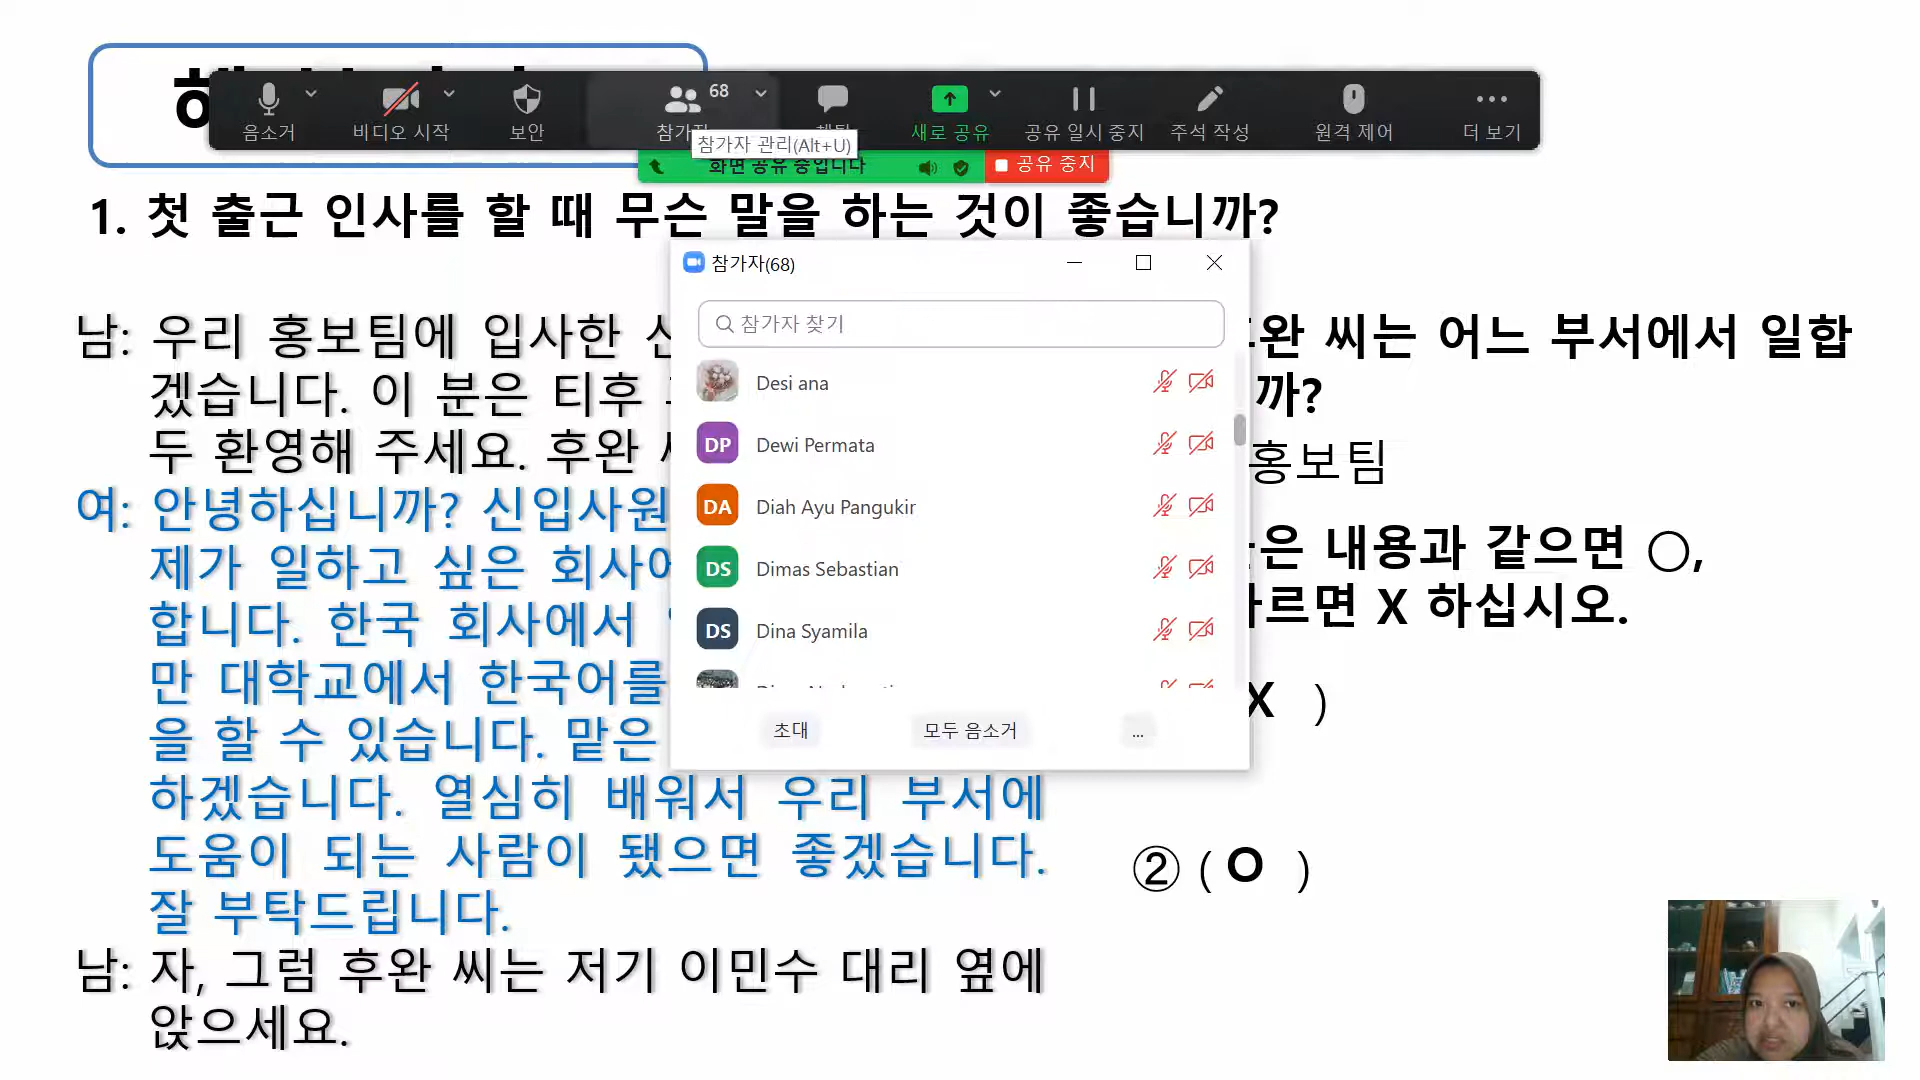 68
음소거
비디오 시작
보안
새로 공유
공유 일시 중지
주석 작성
원격 제어
더 보기
참가자 관리(Alt+U)
화면 공유 중입니다
공유 중지
1. 첫 출근 인사를 할 때 무슨 말을 하는 것이 좋습니까?
남: 우리 홍보팀에 입사한
겠습니다. 이 분은 티후
두 환영해 주세요. 후완
여: 안녕하십니까? 신입사원
제가 일하고 싶은 회사에
합니다. 한국 회사에서
만 대학교에서 한국어를
을 할 수 있습니다. 맡은
하겠습니다. 열심히 배워서 우리 부서에
도움이 되는 사람이 됐으면 좋겠습니다.
잘 부탁드립니다.
남: 자, 그럼 후완 씨는 저기 이민수 대리 옆에
앉으세요.
참가자(68)
참가자 찾기
Desi ana
DP Dewi Permata
DA Diah Ayu Pangukir
DS Dimas Sebastian
DS Dina Syamila
초대
모두 음소거
...
씨는 어느 부서에서 일합
까?
홍보팀
내용과 같으면 ○,
르면 X 하십시오.
X )
② ( O )